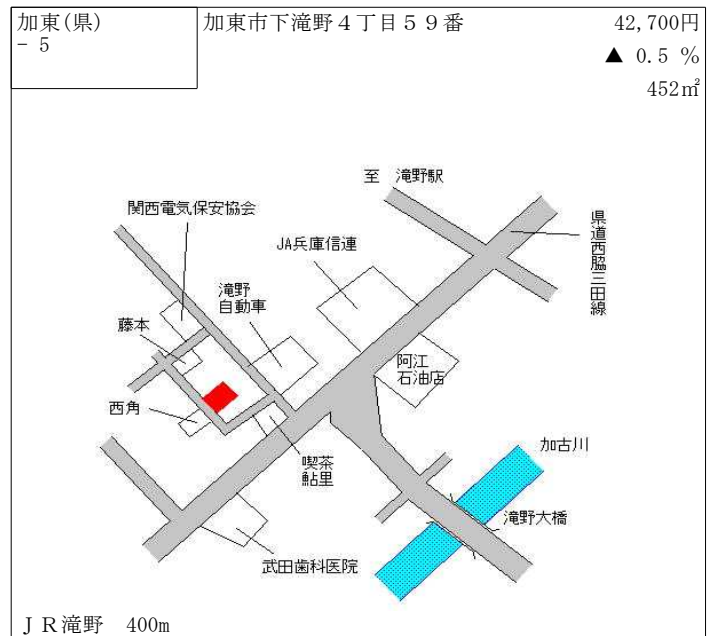 加東(県)
－5
加東市下滝野４丁目５９番
42,700円
▲ 0.5 %
452㎡
至　滝野駅
関西電気保安協会
JA兵庫信連
県道西脇三田線
滝野
自動車
藤本
阿江
石油店
西角
喫茶
鮎里
加古川
滝野大橋
武田歯科医院
ＪＲ滝野　400m